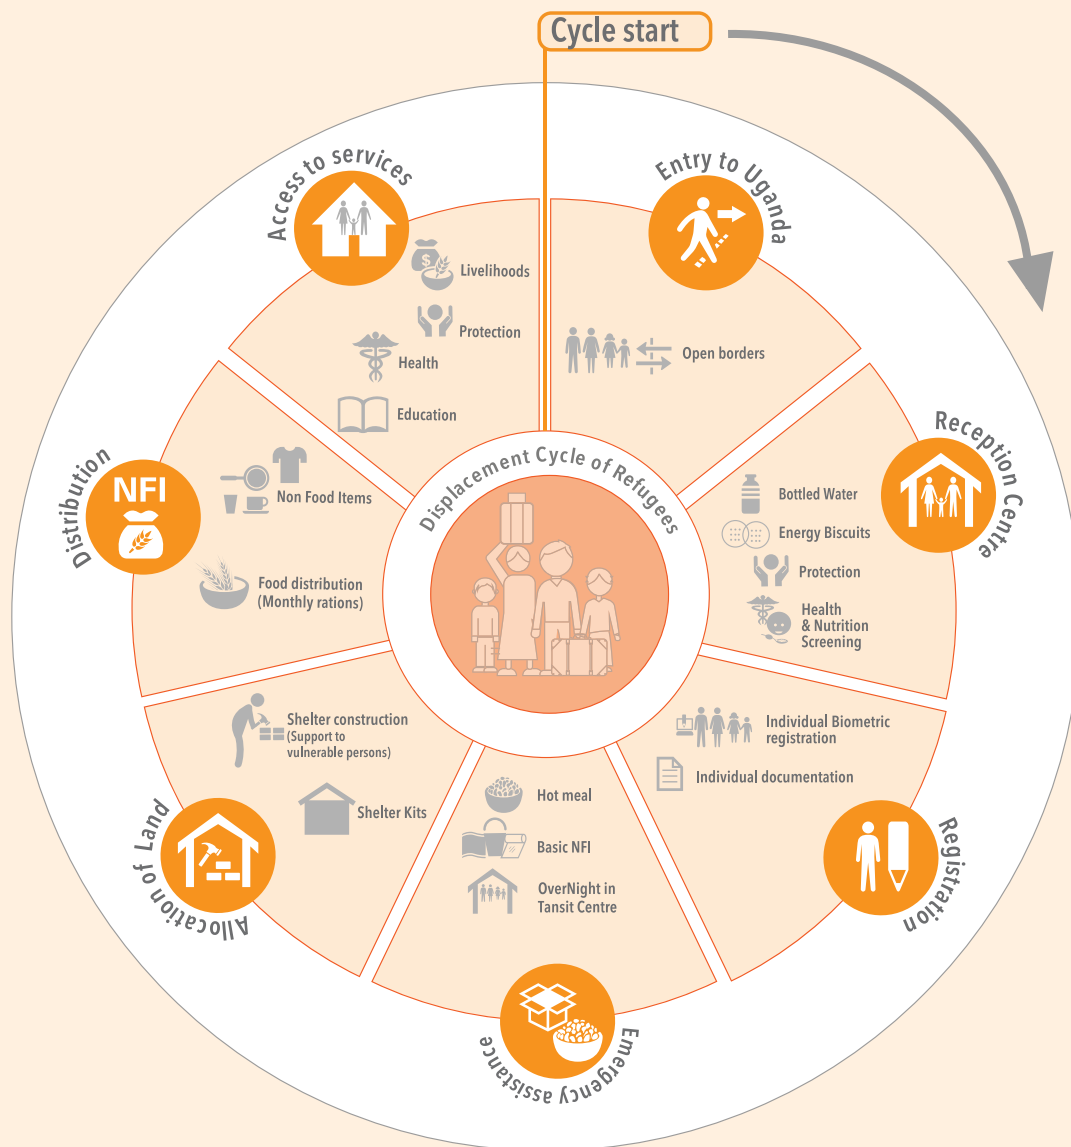 Cycle start
Entry to Uganda
Open borders
Reception Centre
Bottled Water
Energy Biscuits
Protection
Health
& Nutrition
Screening
Registration
Individual Biometric
registration
Individual documentation
Emergency assistance
Hot meal
Basic NFI
OverNight in
Tansit Centre
Allocation of Land
Shelter construction
(Support to
vulnerable persons)
Shelter Kits
Distribution
NFI
Non Food Items
Food distribution
(Monthly rations)
Access to services
$
Livelihoods
Protection
Health
Education
Displacement Cycle of Refugees